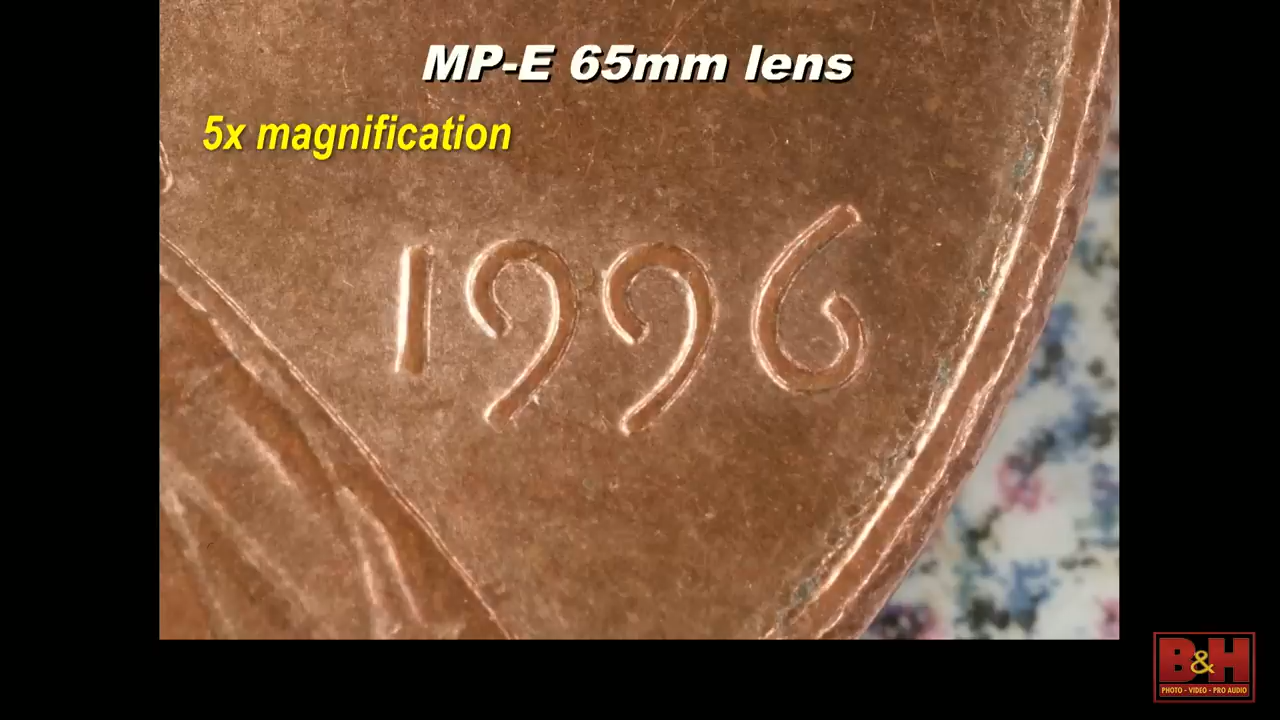 MP-E 65mm lens
5x magnification
1996
B&H
PHOTO - VIDEO - PRO AUDIO